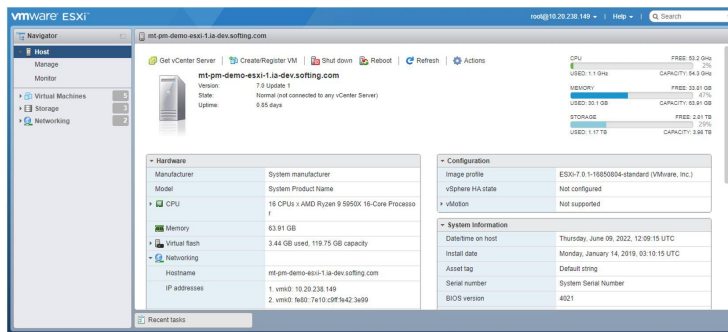 vmware ESXi
root@10.20.238.149
Help
Search
Navigator
mt-pm-demo-esxi-1.ia-dev.softing.com
Host
Manage
Monitor
Virtual Machines 5
Storage 3
Networking 2
Get vCenter Server
Create/Register VM
Shut down
Reboot
Refresh
Actions
mt-pm-demo-esxi-1.ia-dev.softing.com
Version: 7.0 Update 1
State: Normal (not connected to any vCenter Server)
Uptime: 0.85 days
CPU FREE: 53.2 GHz
2%
USED: 1.1 GHz CAPACITY: 54.3 GHz
MEMORY FREE: 33.81 GB
47%
USED: 30.1 GB CAPACITY: 63.91 GB
STORAGE FREE: 2.81 TB
29%
USED: 1.17 TB CAPACITY: 3.98 TB
Hardware
Manufacturer System manufacturer
Model System Product Name
CPU 16 CPUs x AMD Ryzen 9 5950X 16-Core Processo
r
Memory 63.91 GB
Virtual flash 3.44 GB used, 119.75 GB capacity
Networking
Hostname mt-pm-demo-esxi-1.ia-dev.softing.com
IP addresses 1. vmk0: 10.20.238.149
2. vmk0: fe80::7e10:c9ff:fe42:3e99
Configuration
Image profile ESXi-7.0.1-16850804-standard (VMware, Inc.)
vSphere HA state Not configured
vMotion Not supported
System Information
Date/time on host Thursday, June 09, 2022, 12:09:15 UTC
Install date Monday, January 14, 2019, 03:10:15 UTC
Asset tag Default string
Serial number System Serial Number
BIOS version 4021
Recent tasks